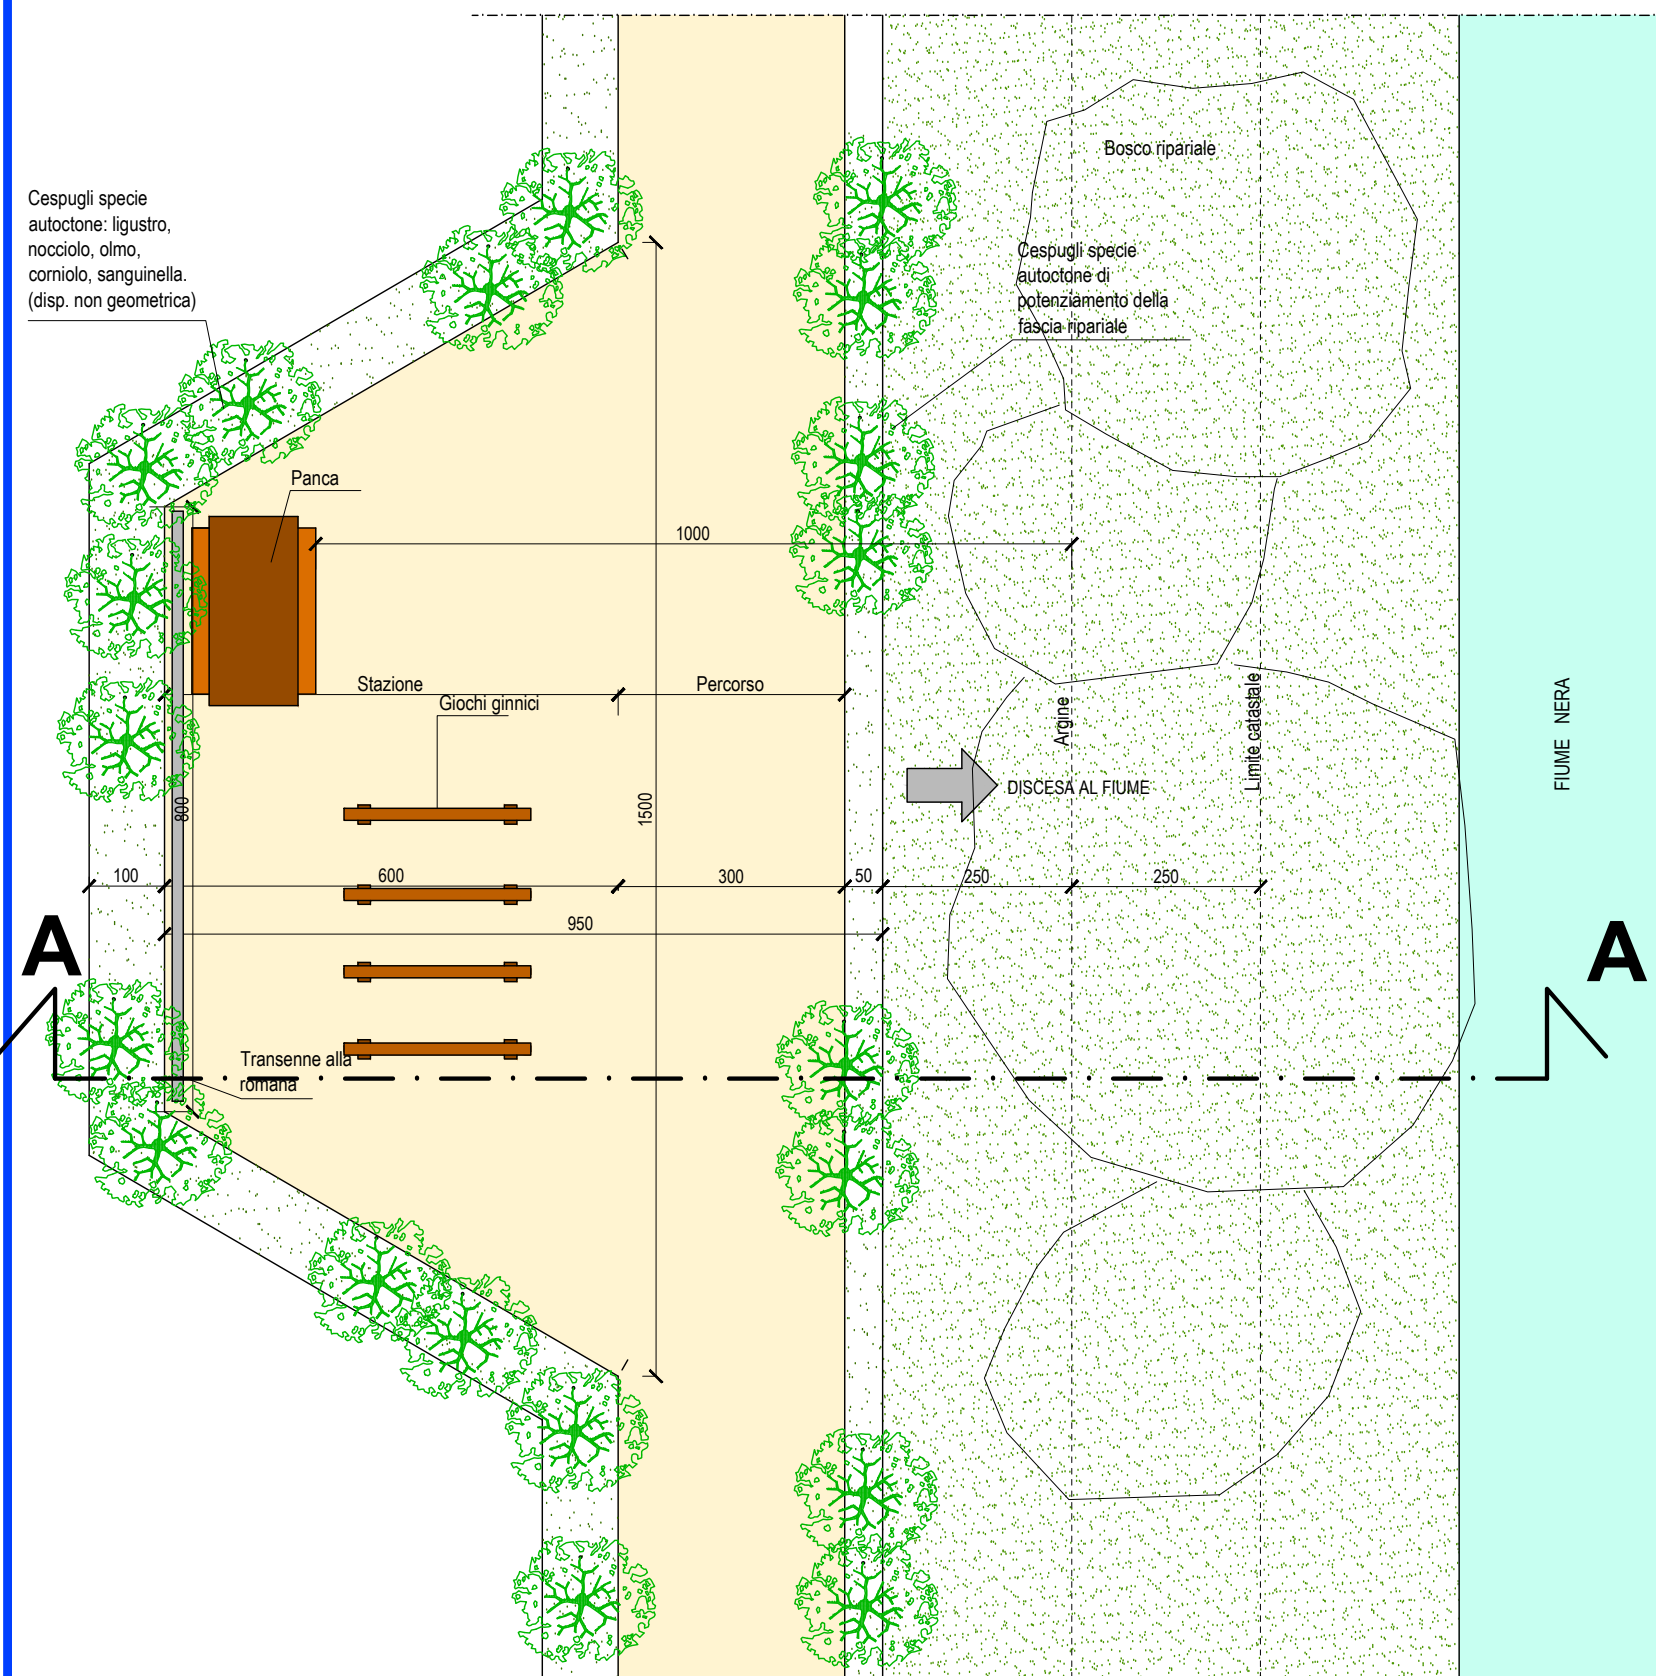 Bosco ripariale
Cespugli specie
autoctone: ligustro,
nocciolo, olmo,
corniolo, sanguinella.
(disp. non geometrica)
Cespugli specie
autoctone di
potenziamento della
fascia ripariale
Panca
1000
Stazione
Percorso
Giochi ginnici
Argine
Limite catastale
FIUME NERA
DISCESA AL FIUME
800
1500
100
600
300
50
250
250
950
A
A
Transenne alla
romana